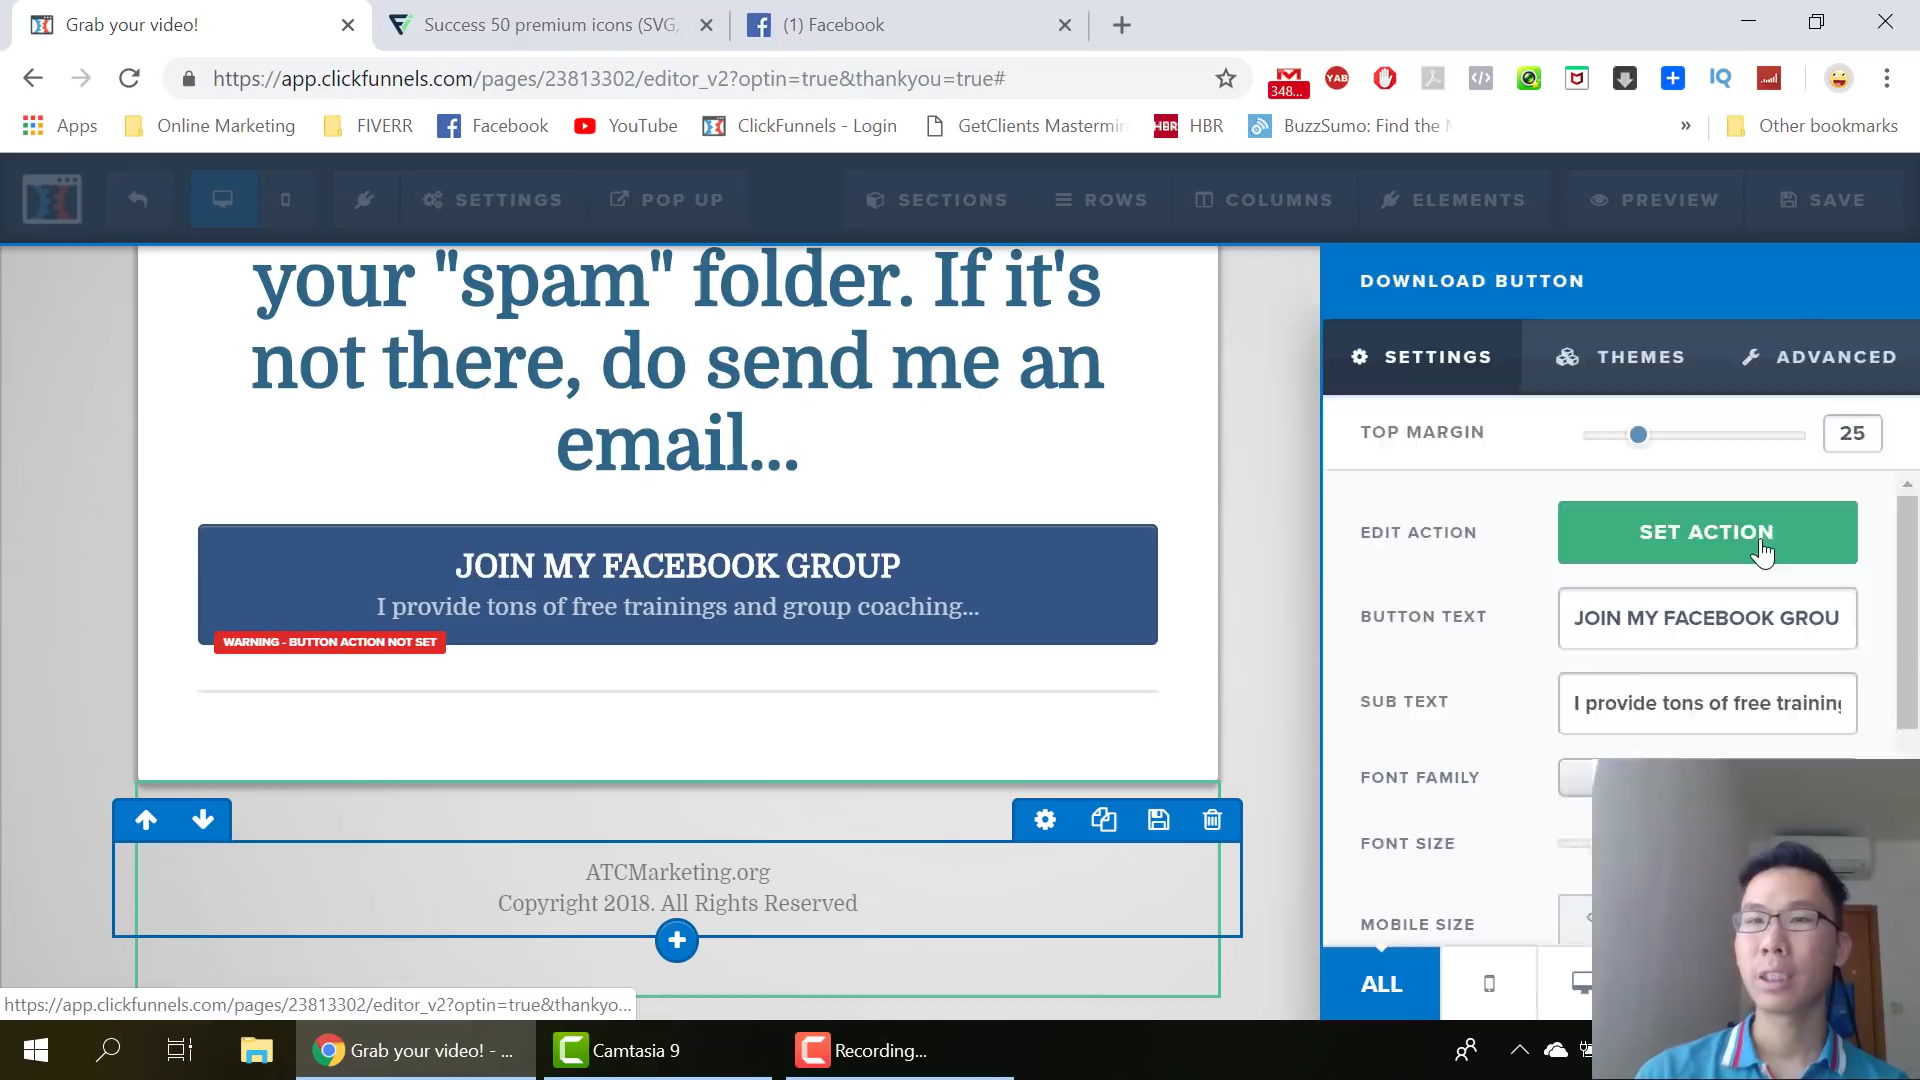 Grab your video!
Success 50 premium icons (SVG,
(1) Facebook
https://app.clickfunnels.com/pages/23813302/editor_v2?optin=true&thankyou=true#
348...
YAB
IQ
Apps
Online Marketing
FIVERR
Facebook
YouTube
ClickFunnels - Login
GetClients Mastermin
HBR
HBR
BuzzSumo: Find the
»
Other bookmarks
SETTINGS
POP UP
SECTIONS
ROWS
COLUMNS
ELEMENTS
PREVIEW
SAVE
your "spam" folder. If it's
not there, do send me an
email...
JOIN MY FACEBOOK GROUP
I provide tons of free trainings and group coaching...
WARNING - BUTTON ACTION NOT SET
ATCMarketing.org
Copyright 2018. All Rights Reserved
DOWNLOAD BUTTON
SETTINGS
THEMES
ADVANCED
TOP MARGIN
25
EDIT ACTION
SET ACTION
BUTTON TEXT
JOIN MY FACEBOOK GROU
SUB TEXT
I provide tons of free training
FONT FAMILY
FONT SIZE
MOBILE SIZE
ALL
https://app.clickfunnels.com/pages/23813302/editor_v2?optin=true&thankyo...
Grab your video! - ...
Camtasia 9
Recording...